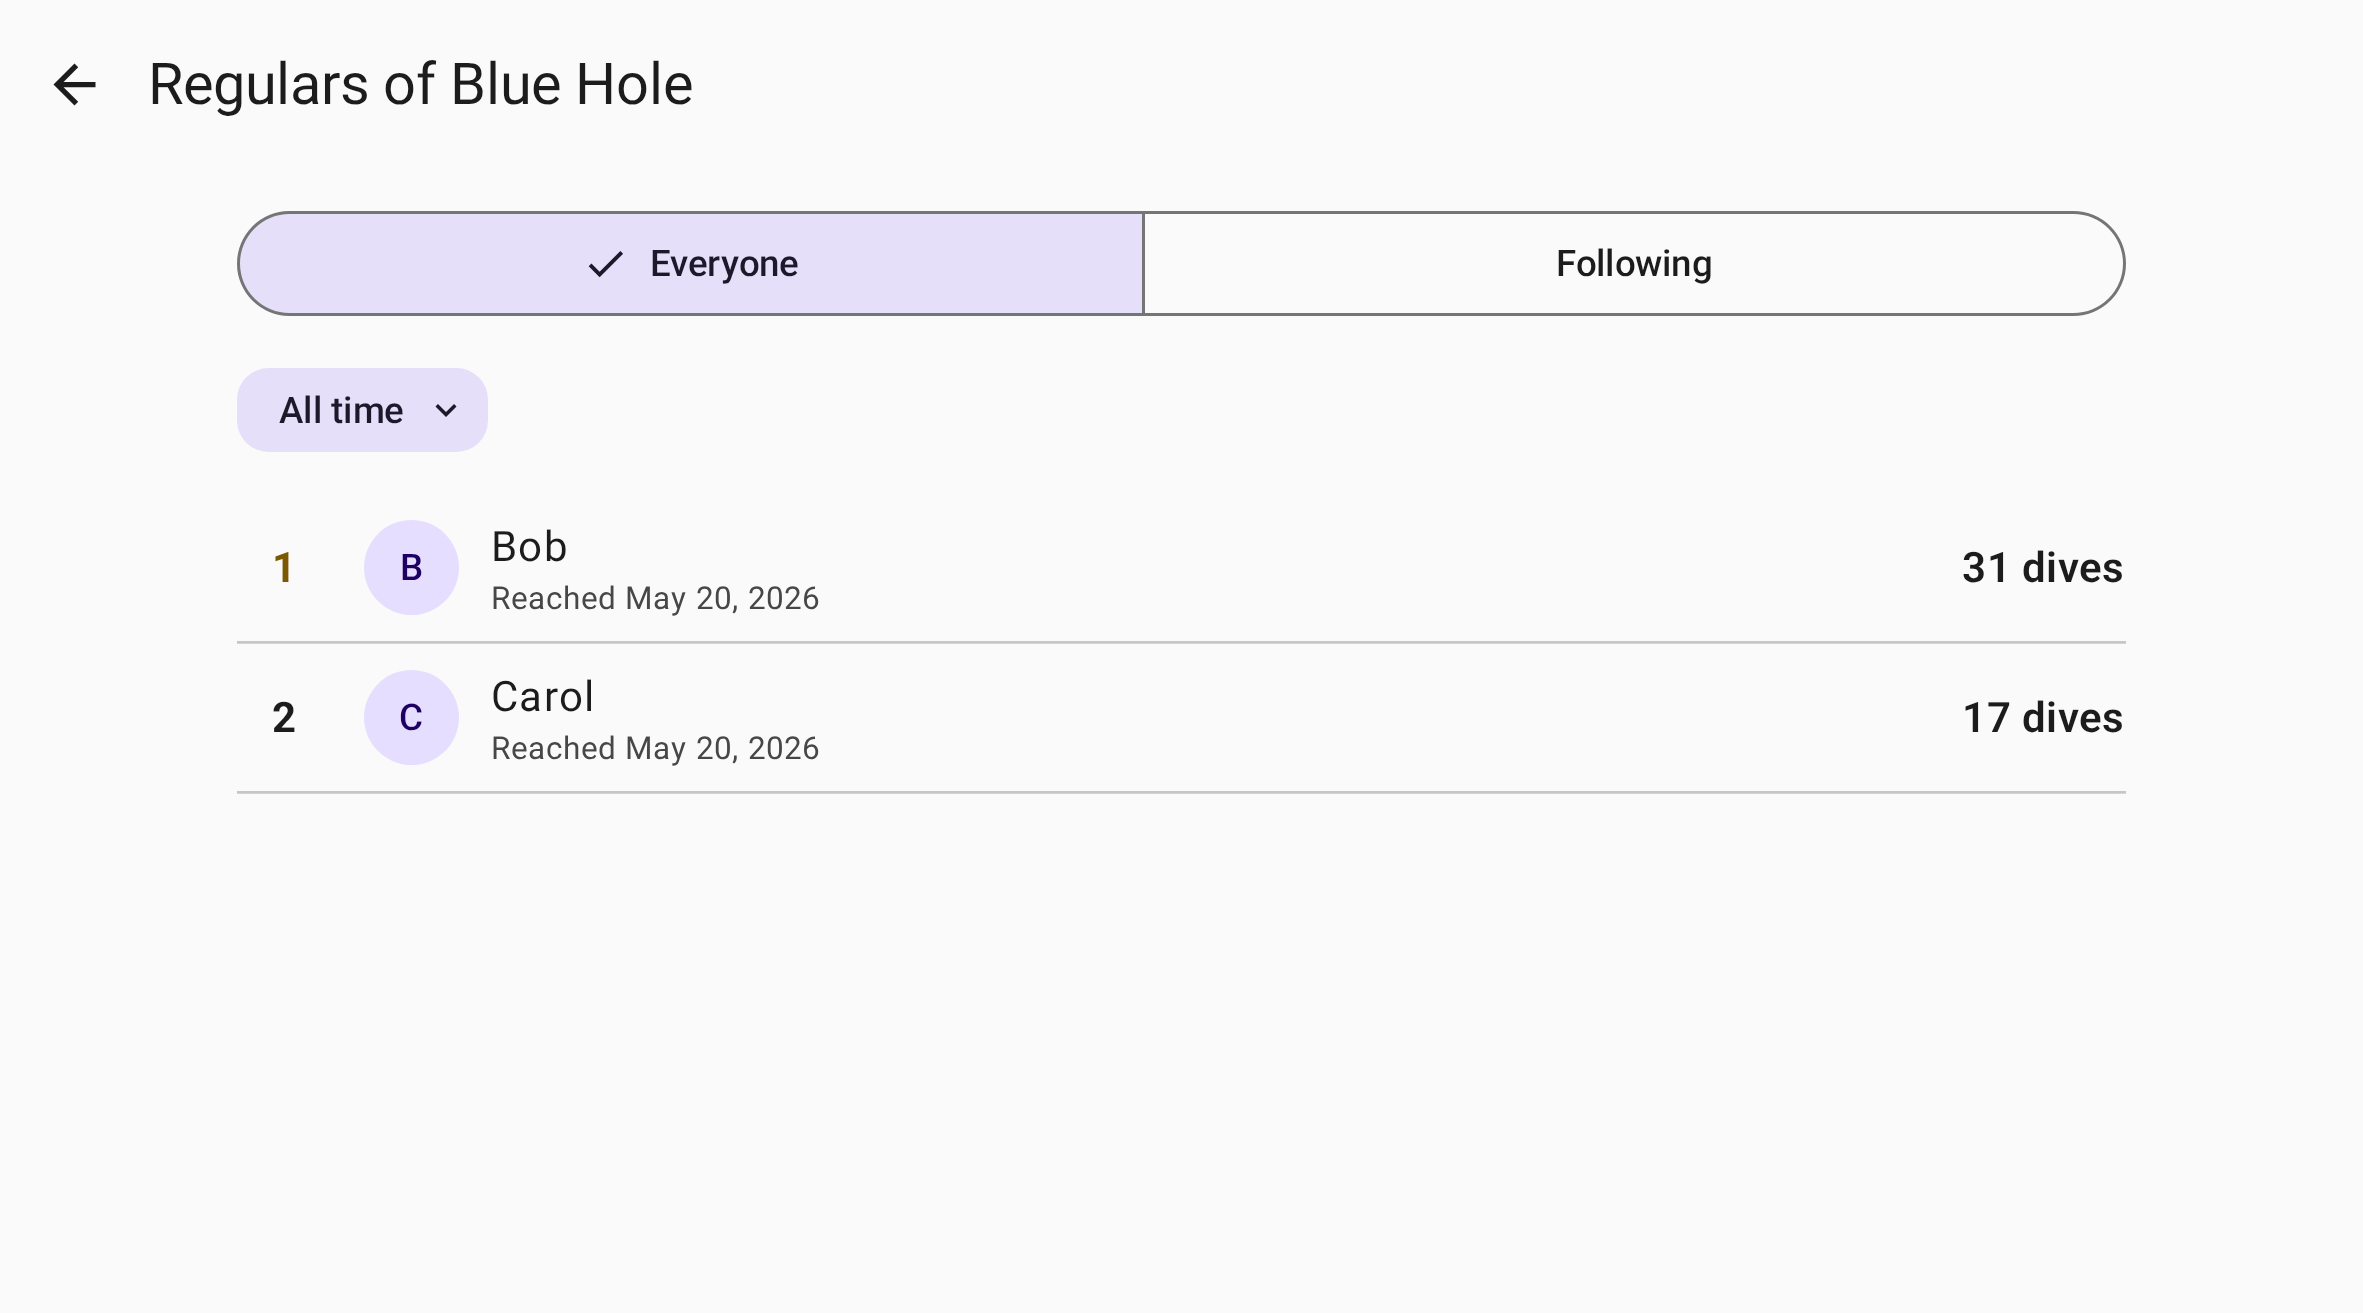 Regulars of Blue Hole
Everyone
Following
All time
1
B
Bob
Reached May 20, 2026
31 dives
2
C
Carol
Reached May 20, 2026
17 dives